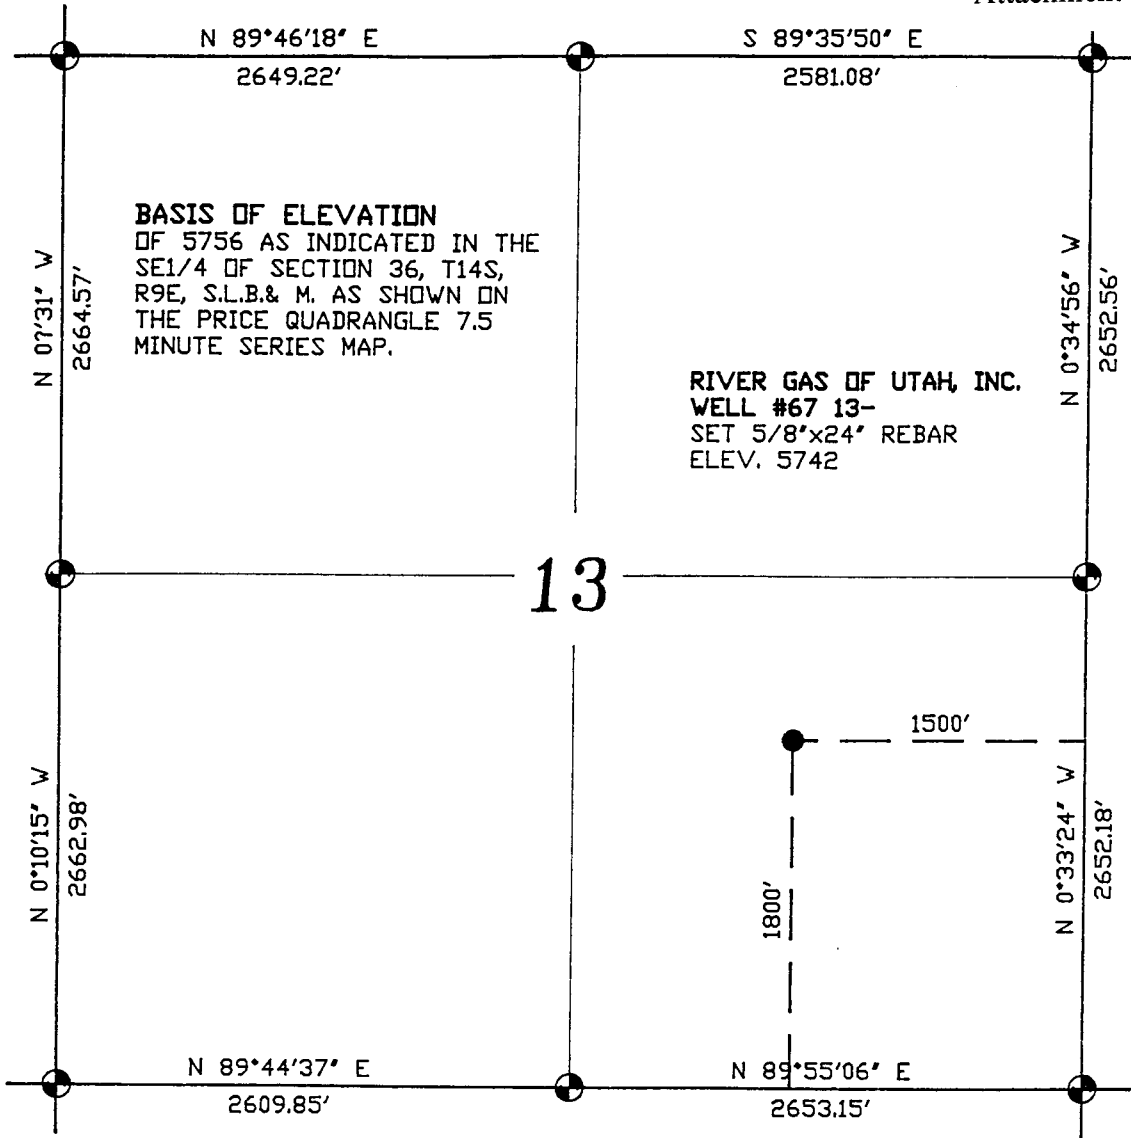 Attachment
N 89°46'18" E
2649.22'
S 89°35'50" E
2581.08'
BASIS OF ELEVATION
OF 5756 AS INDICATED IN THE
SE1/4 OF SECTION 36, T14S,
R9E, S.L.B.& M. AS SHOWN ON
THE PRICE QUADRANGLE 7.5
MINUTE SERIES MAP.
N 07'31" W
2664.57'
N 0°34'56" W
2652.56'
RIVER GAS OF UTAH, INC.
WELL #67 13-
SET 5/8"x24" REBAR
ELEV. 5742
13
1500'
1800'
N 0°10'15" W
2662.98'
N 0°33'24" W
2652.18'
N 89°44'37" E
2609.85'
N 89°55'06" E
2653.15'